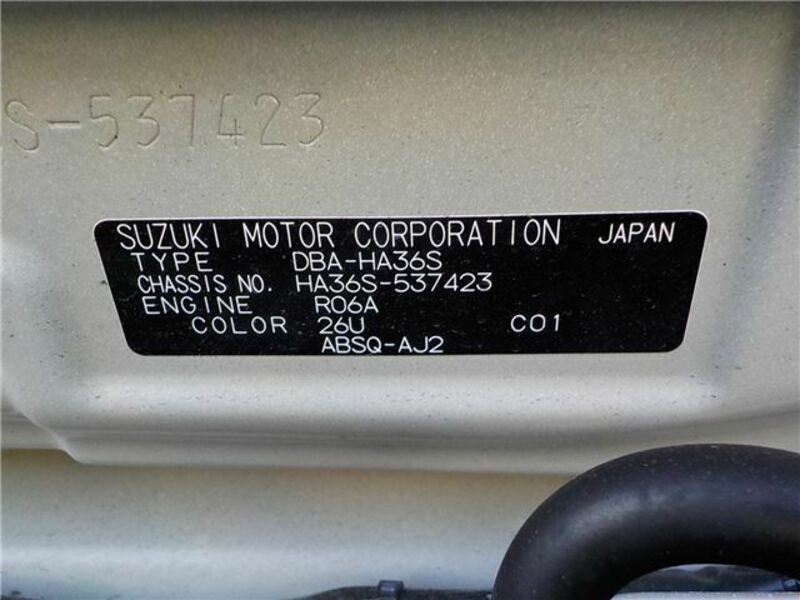 S-537423
SUZUKI MOTOR CORPORATION JAPAN
TYPE DBA-HA36S
CHASSIS NO. HA36S-537423
ENGINE R06A
COLOR 26U C01
ABSQ-AJ2